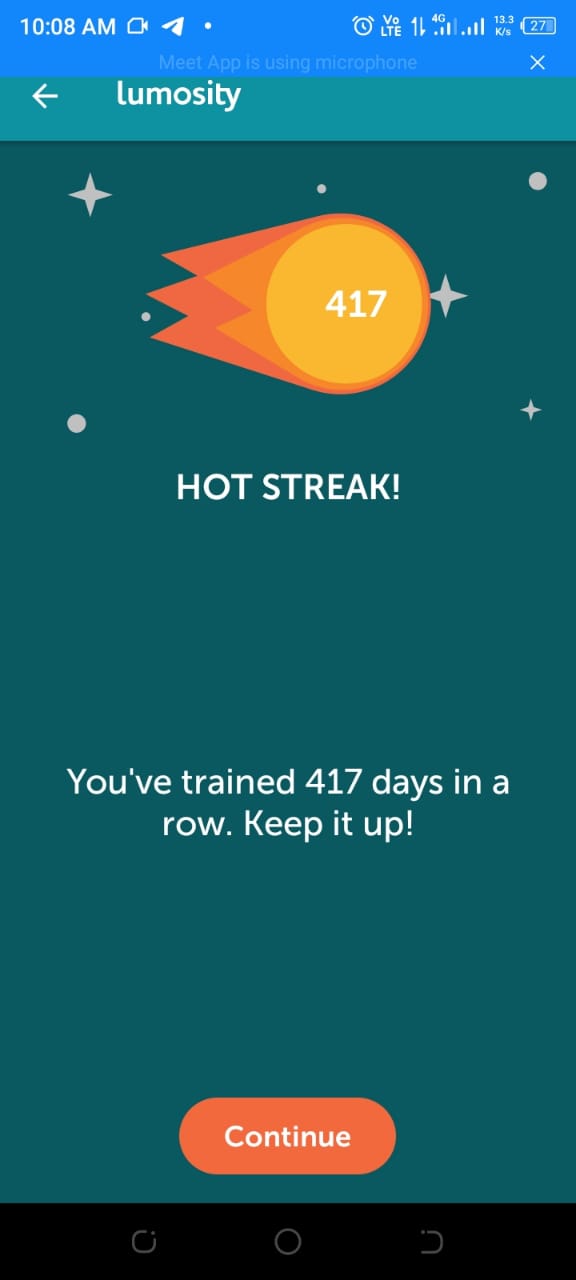 10:08 AM Vo LTE 4G 13.3 K/s 27
Meet App is using microphone
lumosity
417
HOT STREAK!
You've trained 417 days in a
row. Keep it up!
Continue